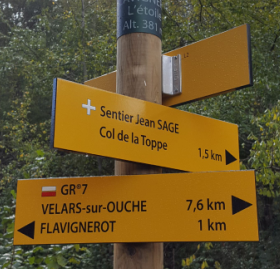 L'étoile
Alt. 381
Sentier Jean SAGE
Col de la Toppe
1,5 km
GR®7
VELARS-sur-OUCHE 7,6 km
FLAVIGNEROT 1 km